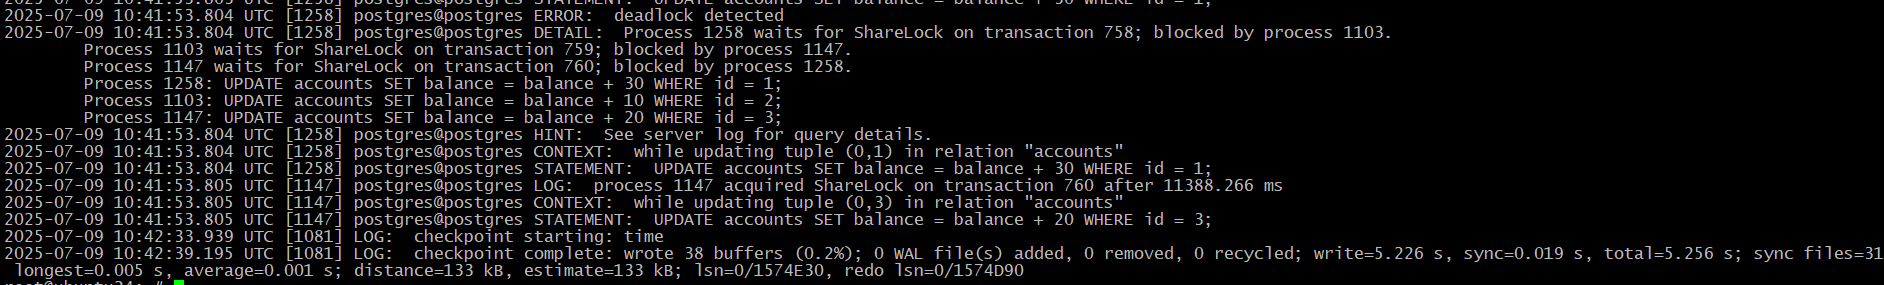 2025-07-09 10:41:53.803 UTC [1258] postgres@postgres STATEMENT:  UPDATE accounts SET balance = balance + 30 WHERE id = 1;
2025-07-09 10:41:53.804 UTC [1258] postgres@postgres ERROR:  deadlock detected
2025-07-09 10:41:53.804 UTC [1258] postgres@postgres DETAIL:  Process 1258 waits for ShareLock on transaction 758; blocked by process 1103.
Process 1103 waits for ShareLock on transaction 759; blocked by process 1147.
Process 1147 waits for ShareLock on transaction 760; blocked by process 1258.
Process 1258: UPDATE accounts SET balance = balance + 30 WHERE id = 1;
Process 1103: UPDATE accounts SET balance = balance + 10 WHERE id = 2;
Process 1147: UPDATE accounts SET balance = balance + 20 WHERE id = 3;
2025-07-09 10:41:53.804 UTC [1258] postgres@postgres HINT:  See server log for query details.
2025-07-09 10:41:53.804 UTC [1258] postgres@postgres CONTEXT:  while updating tuple (0,1) in relation "accounts"
2025-07-09 10:41:53.804 UTC [1258] postgres@postgres STATEMENT:  UPDATE accounts SET balance = balance + 30 WHERE id = 1;
2025-07-09 10:41:53.805 UTC [1147] postgres@postgres LOG:  process 1147 acquired ShareLock on transaction 760 after 11388.266 ms
2025-07-09 10:41:53.805 UTC [1147] postgres@postgres CONTEXT:  while updating tuple (0,3) in relation "accounts"
2025-07-09 10:41:53.805 UTC [1147] postgres@postgres STATEMENT:  UPDATE accounts SET balance = balance + 20 WHERE id = 3;
2025-07-09 10:42:33.939 UTC [1081] LOG:  checkpoint starting: time
2025-07-09 10:42:39.195 UTC [1081] LOG:  checkpoint complete: wrote 38 buffers (0.2%); 0 WAL file(s) added, 0 removed, 0 recycled; write=5.226 s, sync=0.019 s, total=5.256 s; sync files=31
longest=0.005 s, average=0.001 s; distance=133 kB, estimate=133 kB; lsn=0/1574E30, redo lsn=0/1574D90